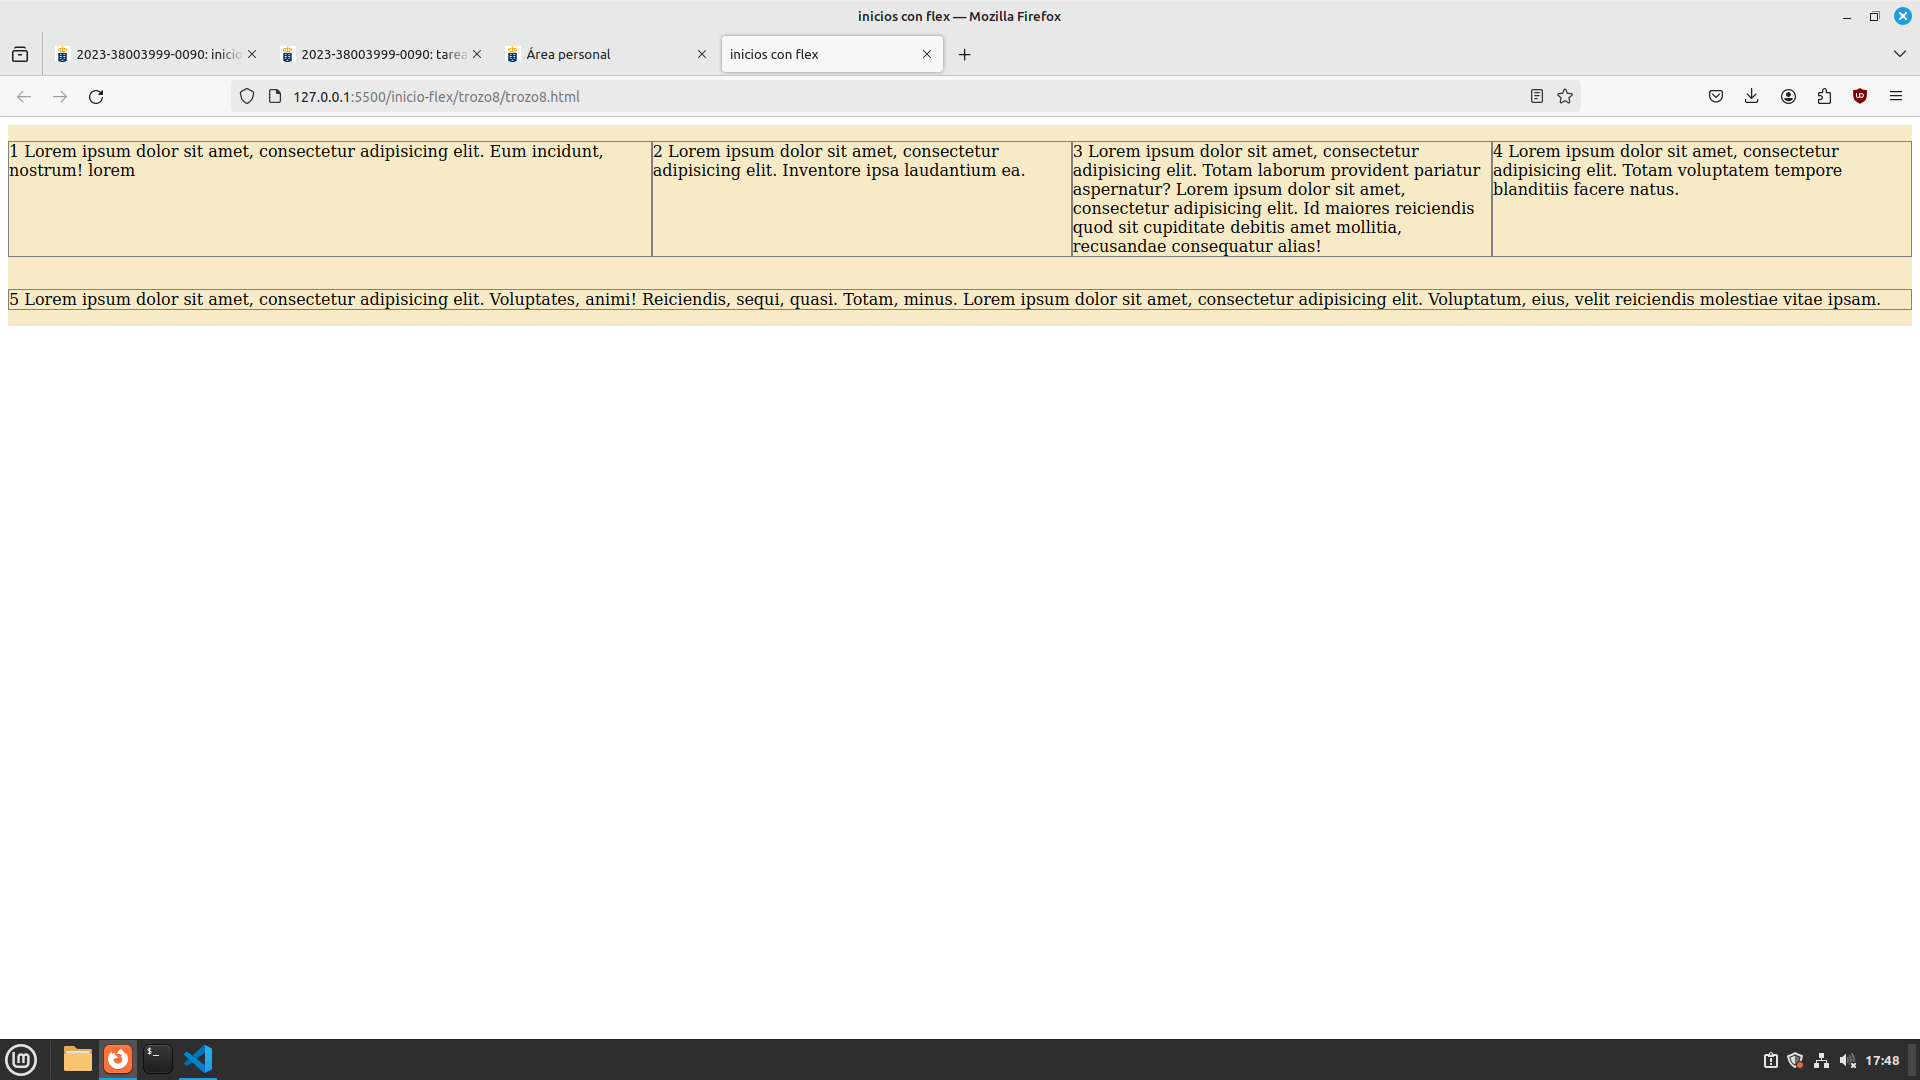 inicios con flex — Mozilla Firefox
2023-38003999-0090: inicio
2023-38003999-0090: tarea
Área personal
inicios con flex
127.0.0.1:5500/inicio-flex/trozo8/trozo8.html
1 Lorem ipsum dolor sit amet, consectetur adipisicing elit. Eum incidunt,
nostrum! lorem
2 Lorem ipsum dolor sit amet, consectetur
adipisicing elit. Inventore ipsa laudantium ea.
3 Lorem ipsum dolor sit amet, consectetur
adipisicing elit. Totam laborum provident pariatur
aspernatur? Lorem ipsum dolor sit amet,
consectetur adipisicing elit. Id maiores reiciendis
quod sit cupiditate debitis amet mollitia,
recusandae consequatur alias!
4 Lorem ipsum dolor sit amet, consectetur
adipisicing elit. Totam voluptatem tempore
blanditiis facere natus.
5 Lorem ipsum dolor sit amet, consectetur adipisicing elit. Voluptates, animi! Reiciendis, sequi, quasi. Totam, minus. Lorem ipsum dolor sit amet, consectetur adipisicing elit. Voluptatum, eius, velit reiciendis molestiae vitae ipsam.
17:48